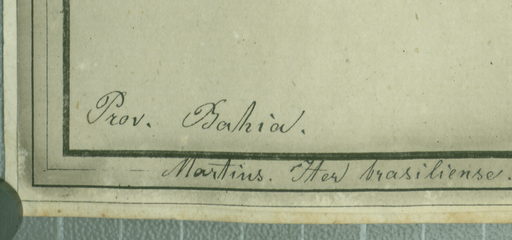 Prov. Bahia.
Martius. Iter brasiliense.